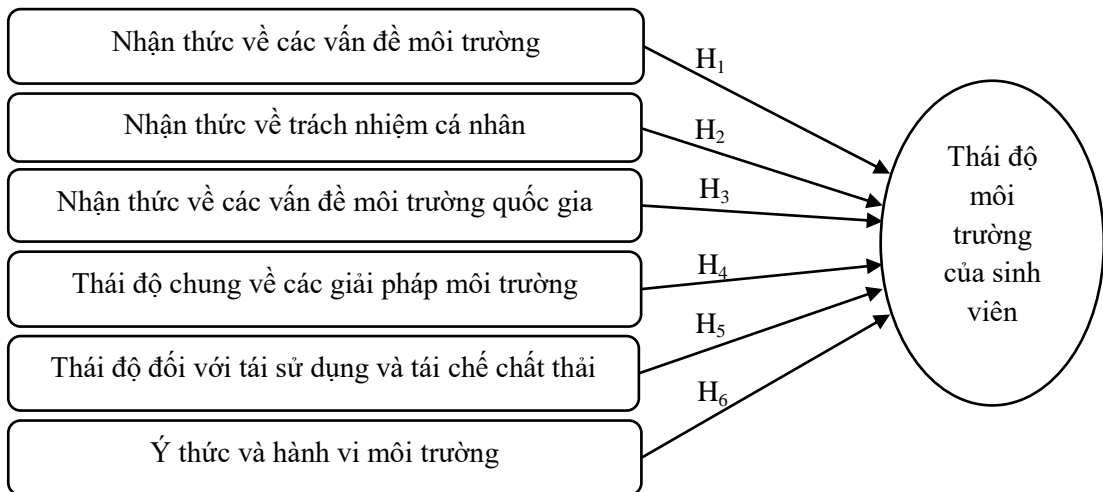 Nhận thức về các vấn đề môi trường
Nhận thức về trách nhiệm cá nhân
Nhận thức về các vấn đề môi trường quốc gia
Thái độ chung về các giải pháp môi trường
Thái độ đối với tái sử dụng và tái chế chất thải
Ý thức và hành vi môi trường
H₁
H₂
H₃
H₄
H₅
H₆
Thái độ
môi
trường
của sinh
viên